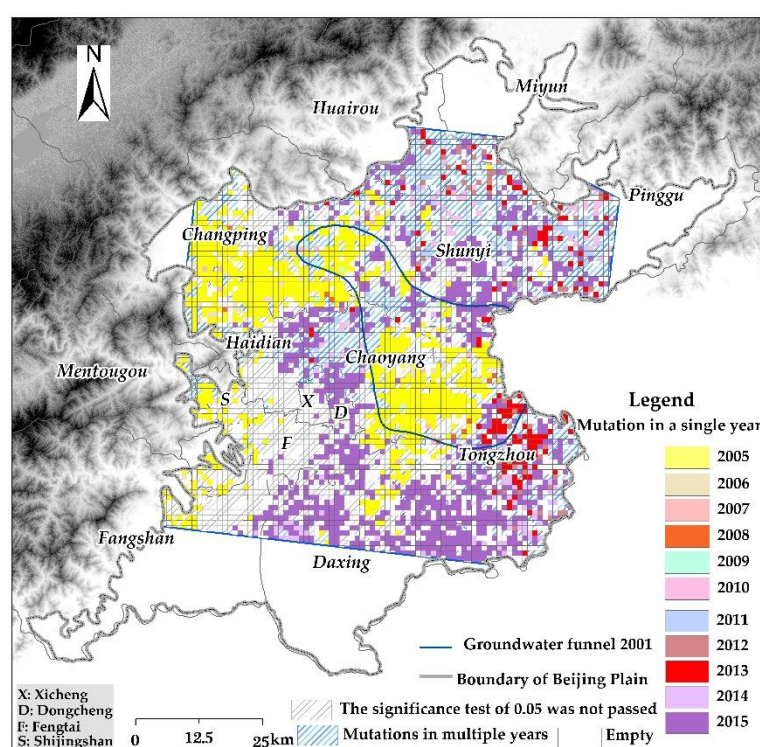 N
Miyun
Huairou
Pinggu
Changping
Shunyi
Haidian
Chaoyang
Mentougou
S
X
D
F
Tongzhou
Fangshan
Daxing
Legend
Mutation in a single year
2005
2006
2007
2008
2009
2010
2011
2012
2013
2014
2015
Groundwater funnel 2001
Boundary of Beijing Plain
The significance test of 0.05 was not passed
Mutations in multiple years
Empty
X: Xicheng
D: Dongcheng
F: Fengtai
S: Shijingshan
0 12.5 25km